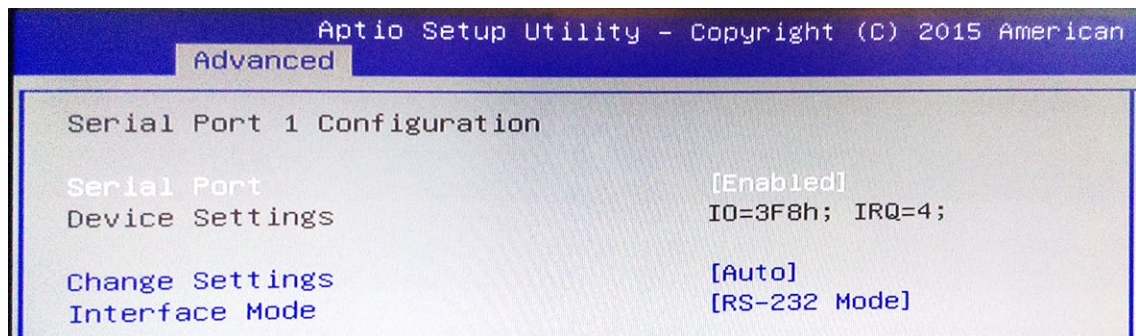 Aptio Setup Utility – Copyright (C) 2015 American
Advanced
Serial Port 1 Configuration
Serial Port [Enabled]
Device Settings IO=3F8h; IRQ=4;
Change Settings [Auto]
Interface Mode [RS-232 Mode]